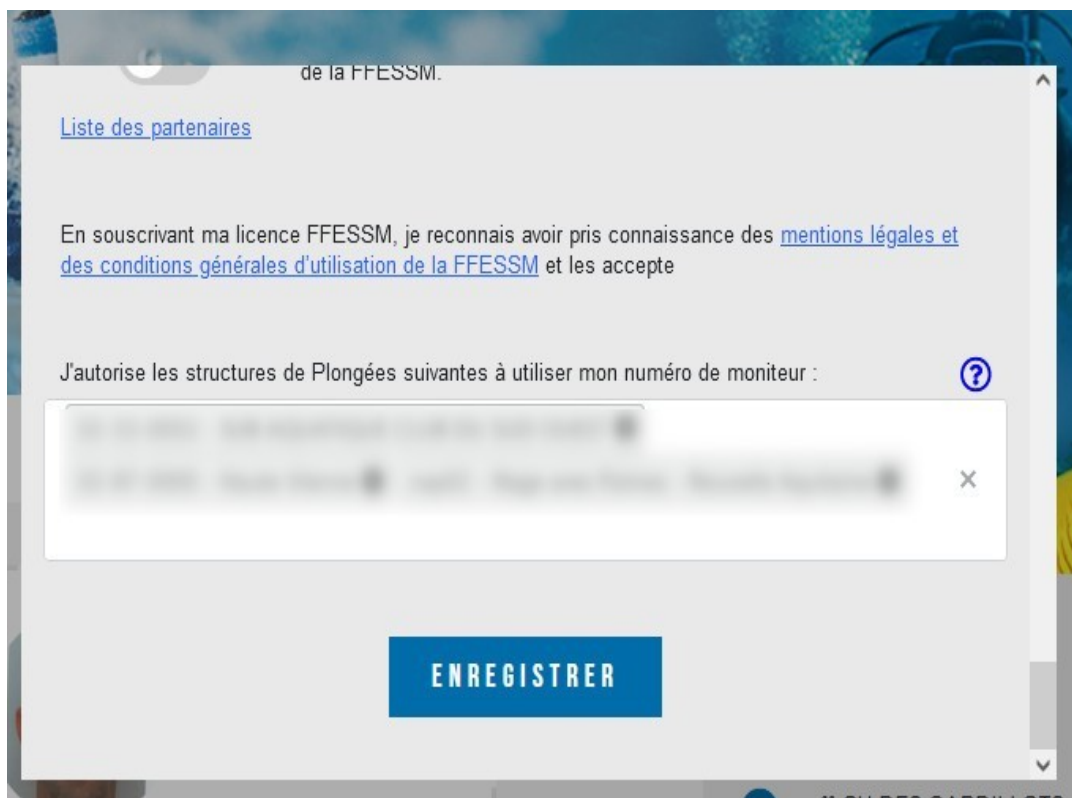 de la FFESSM.
Liste des partenaires
En souscrivant ma licence FFESSM, je reconnais avoir pris connaissance des mentions légales et
des conditions générales d'utilisation de la FFESSM et les accepte
J'autorise les structures de Plongées suivantes à utiliser mon numéro de moniteur :
?
×
ENREGISTRER